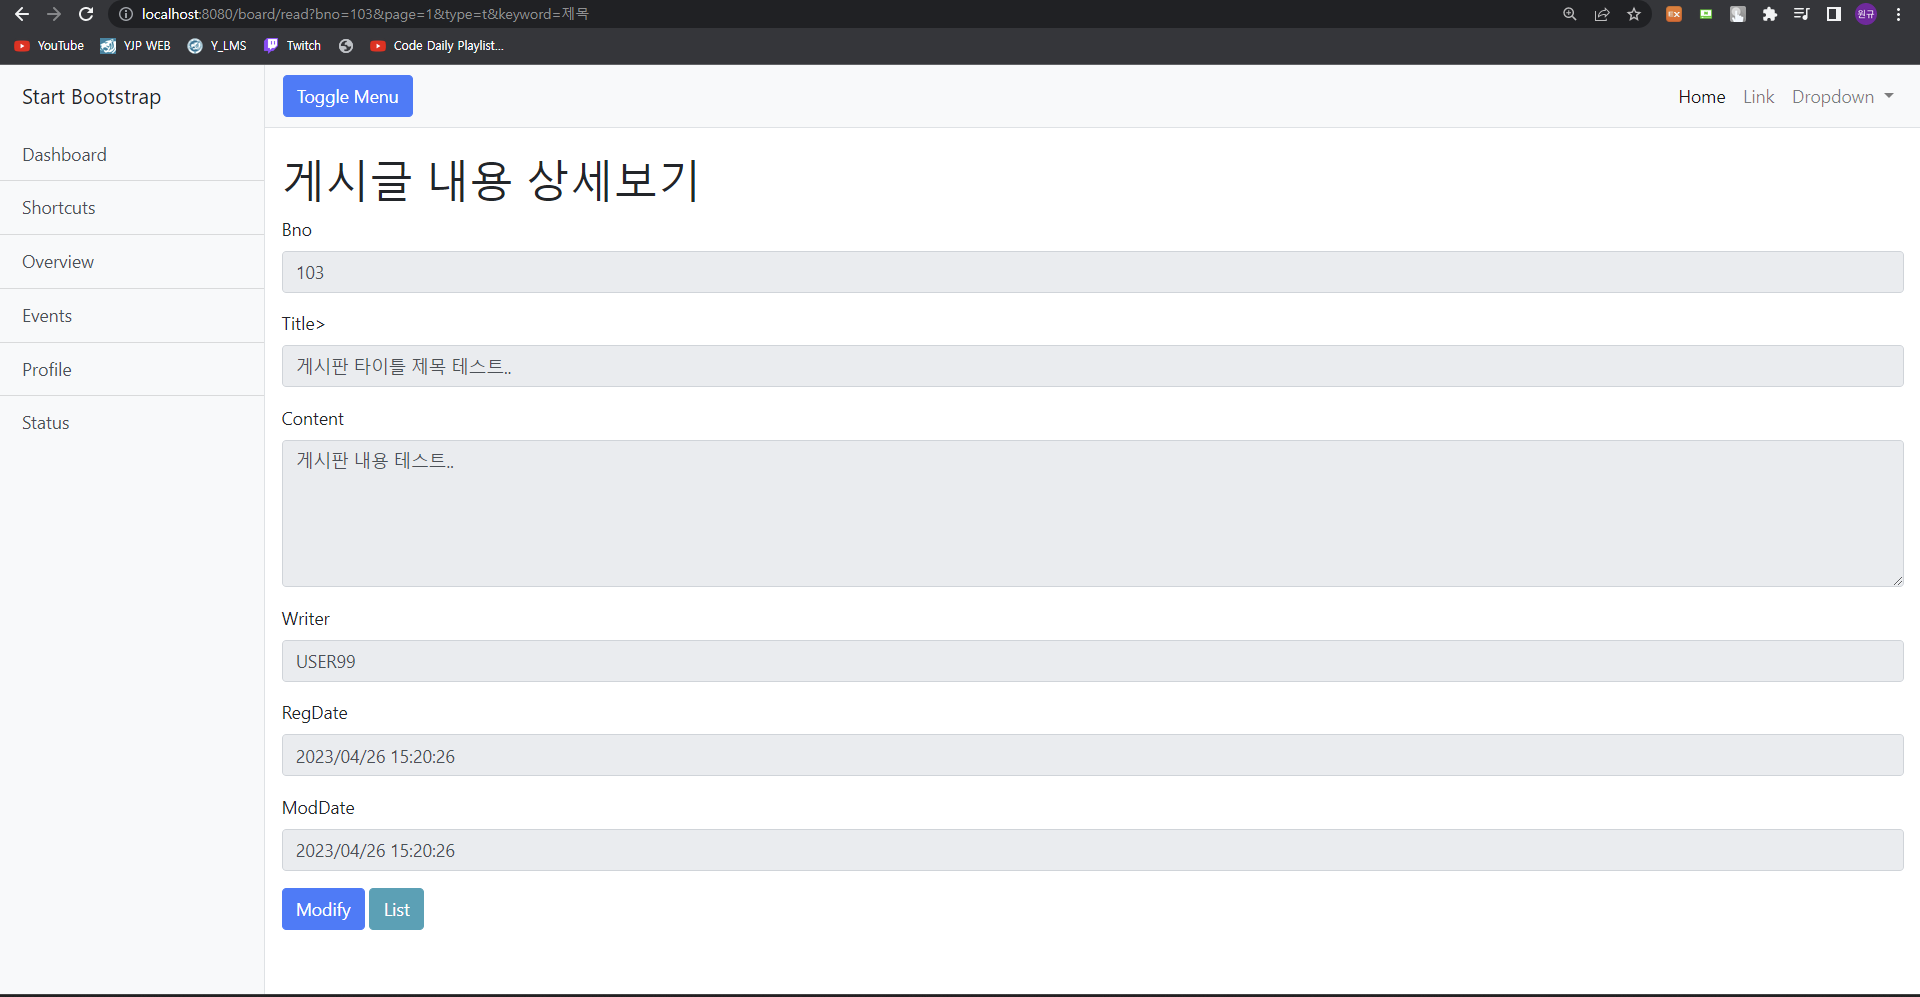 localhost:8080/board/read?bno=103&page=1&type=t&keyword=제목
EX
원규
YouTube YJP WEB Y_LMS Twitch Code Daily Playlist...
Start Bootstrap
Toggle Menu
Home Link Dropdown
Dashboard
Shortcuts
Overview
Events
Profile
Status
게시글 내용 상세보기
Bno
103
Title>
게시판 타이틀 제목 테스트..
Content
게시판 내용 테스트..
Writer
USER99
RegDate
2023/04/26 15:20:26
ModDate
2023/04/26 15:20:26
Modify List